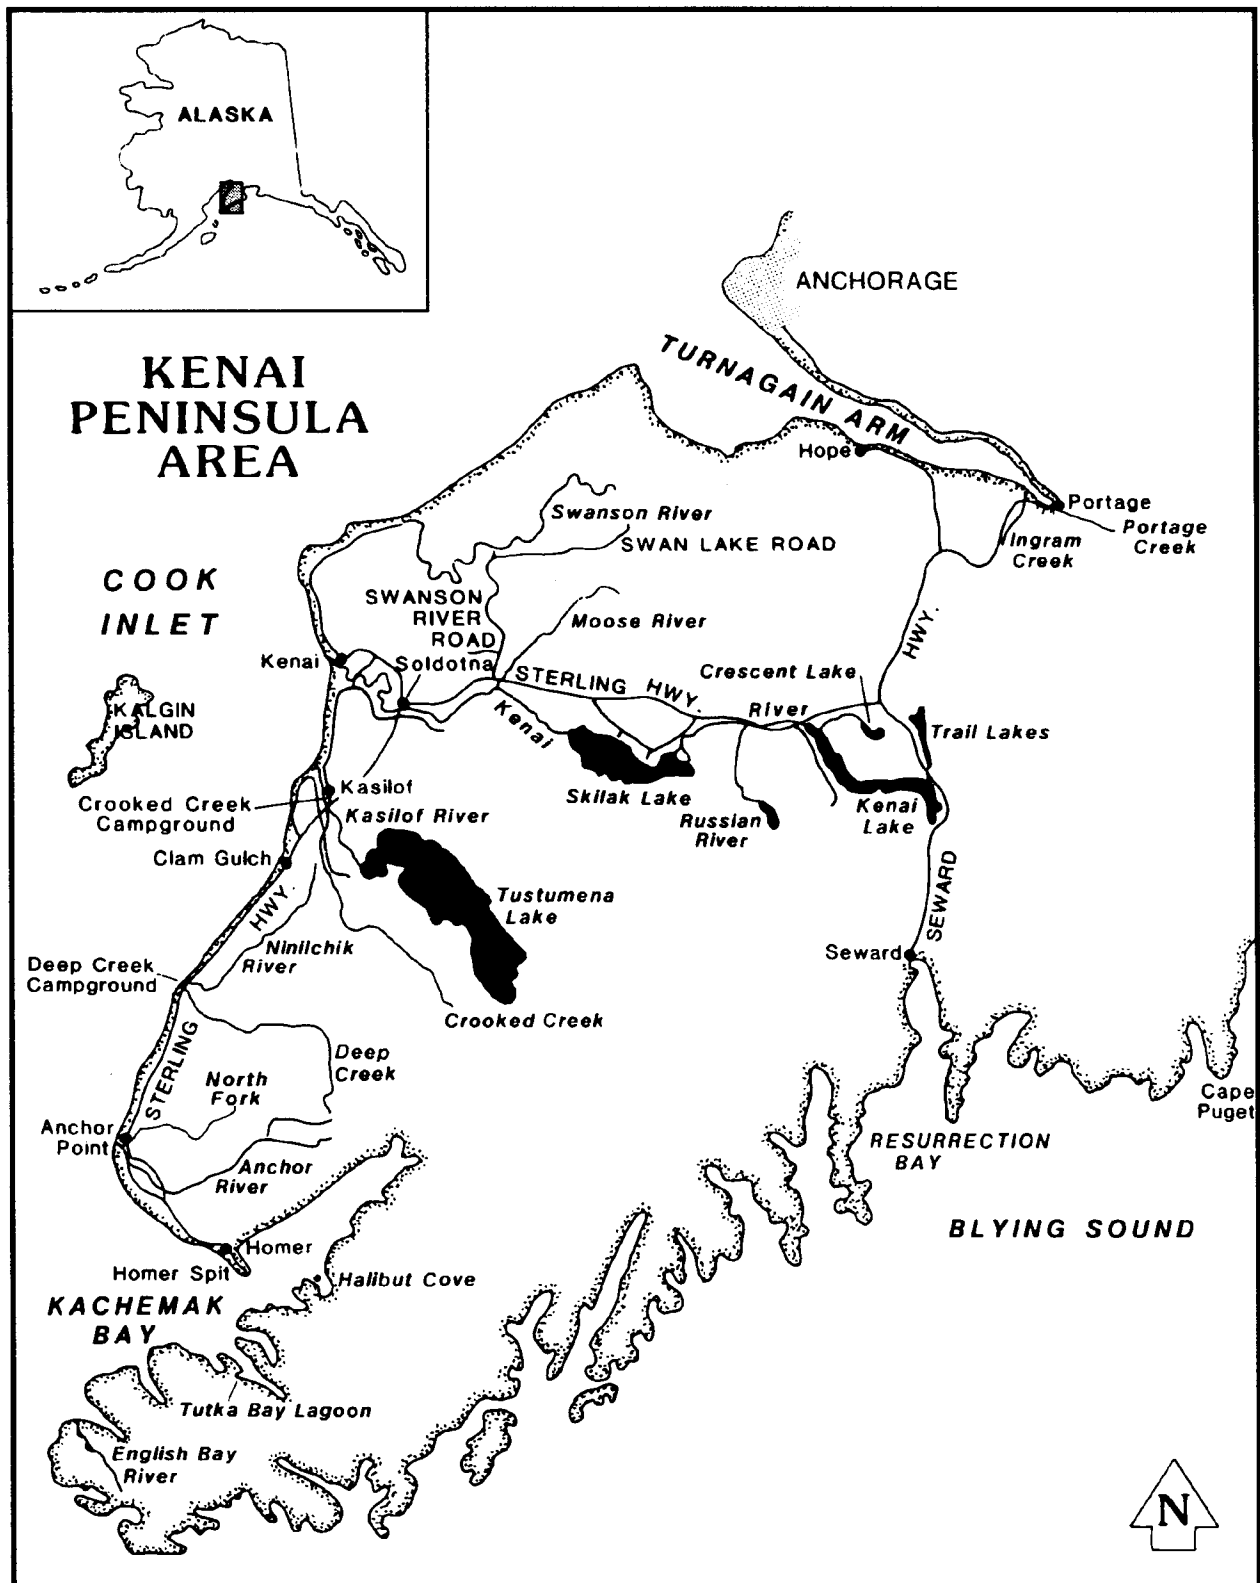 ALASKA
KENAI
PENINSULA
AREA
ANCHORAGE
TURNAGAIN ARM
Hope
Portage
Portage
Creek
Ingram
Creek
Swanson River
SWAN LAKE ROAD
COOK
INLET
SWANSON
RIVER
ROAD
Moose River
HWY.
Kenai
Soldotna
STERLING HWY.
Crescent Lake
KALGIN
ISLAND
Kenai
River
Trail Lakes
Kasilof
Skilak Lake
Crooked Creek
Campground
Kasilof River
Russian
River
Kenai
Lake
Clam Gulch
HWY.
Tustumena
Lake
SEWARD
Ninilchik
River
Seward
Deep Creek
Campground
Crooked Creek
STERLING
Deep
Creek
North
Fork
Cape
Puget
Anchor
Point
Anchor
River
RESURRECTION
BAY
BLYING SOUND
Homer
Homer Spit
Halibut Cove
KACHEMAK
BAY
Tutka Bay Lagoon
English Bay
River
N